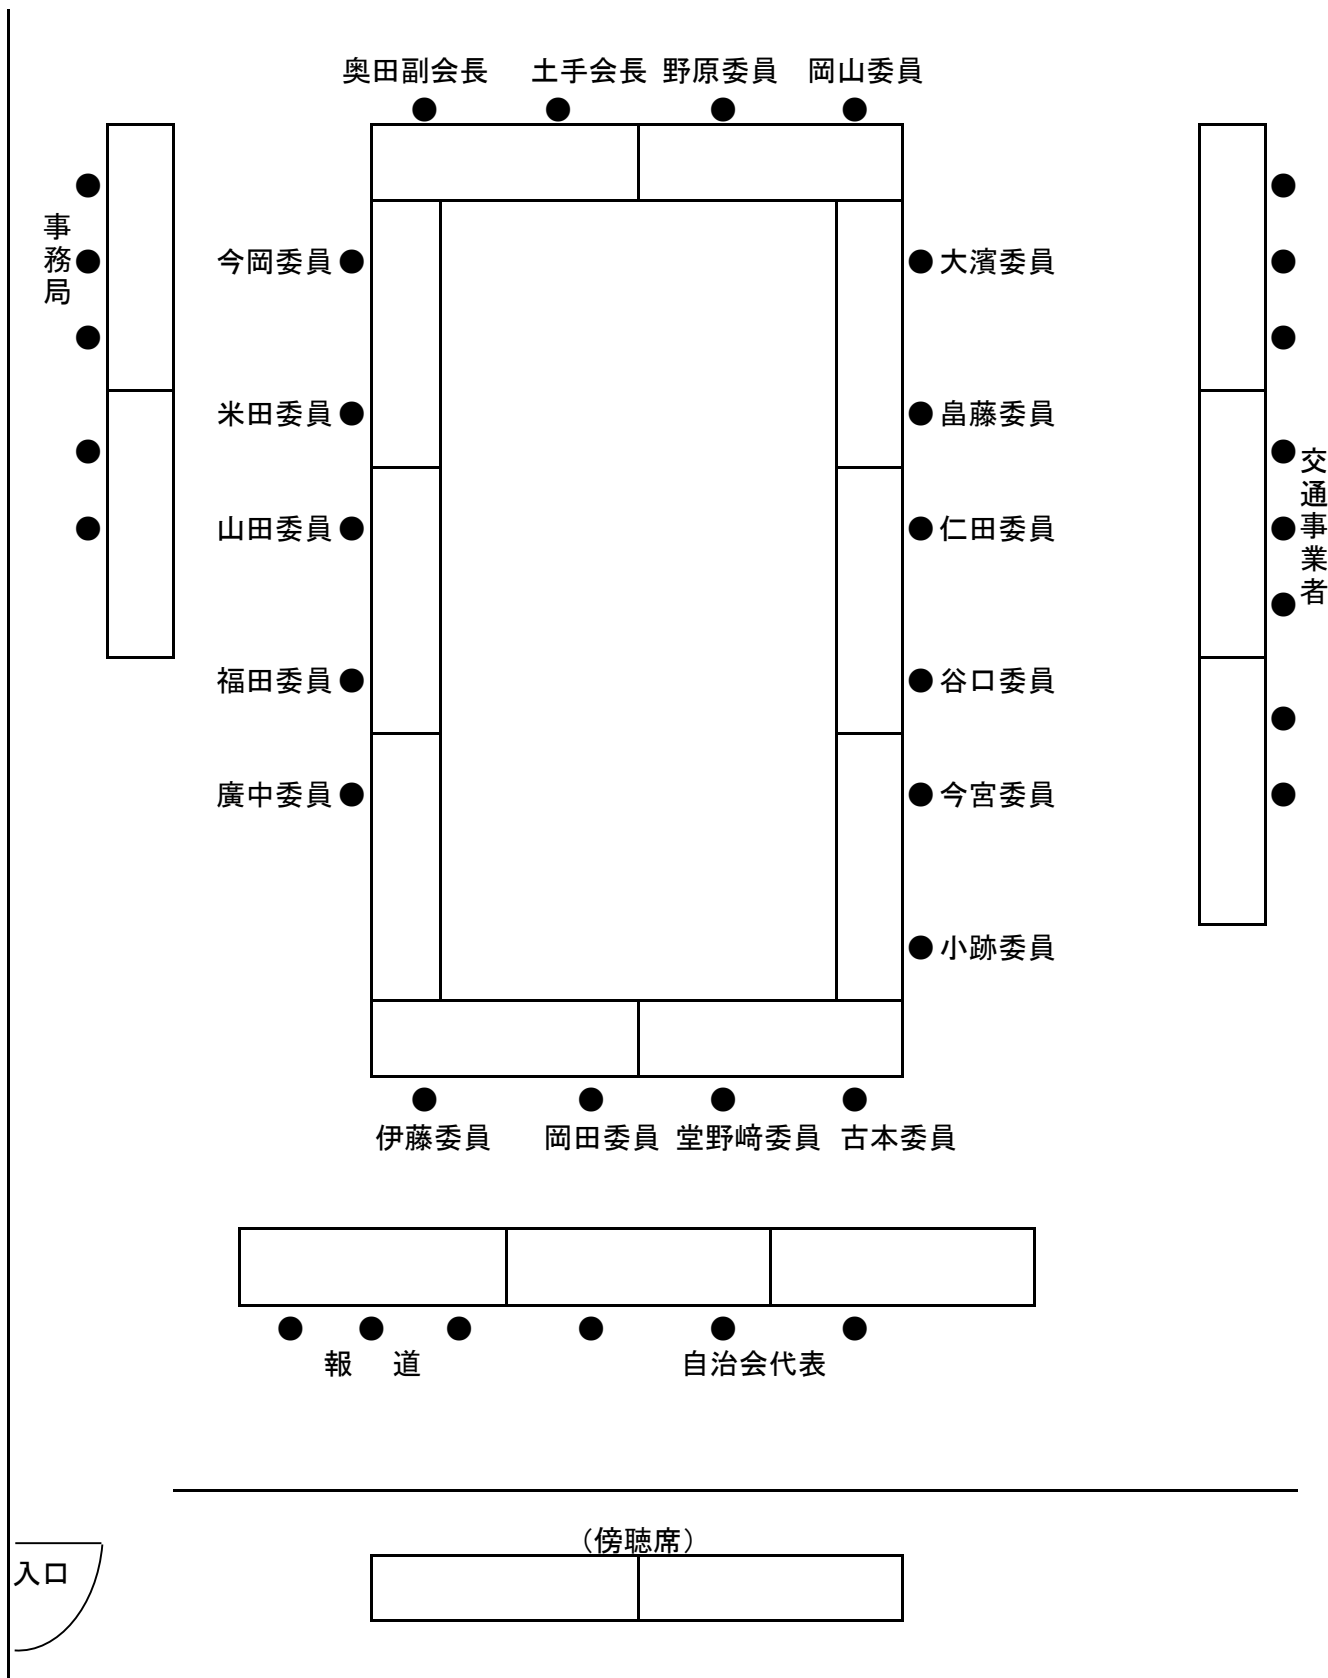 奥田副会長 土手会長 野原委員 岡山委員
事務局
今岡委員
大濱委員
米田委員
畠藤委員
交通事業者
山田委員
仁田委員
福田委員
谷口委員
廣中委員
今宮委員
小跡委員
伊藤委員 岡田委員 堂野﨑委員 古本委員
報 道
自治会代表
（傍聴席）
入口